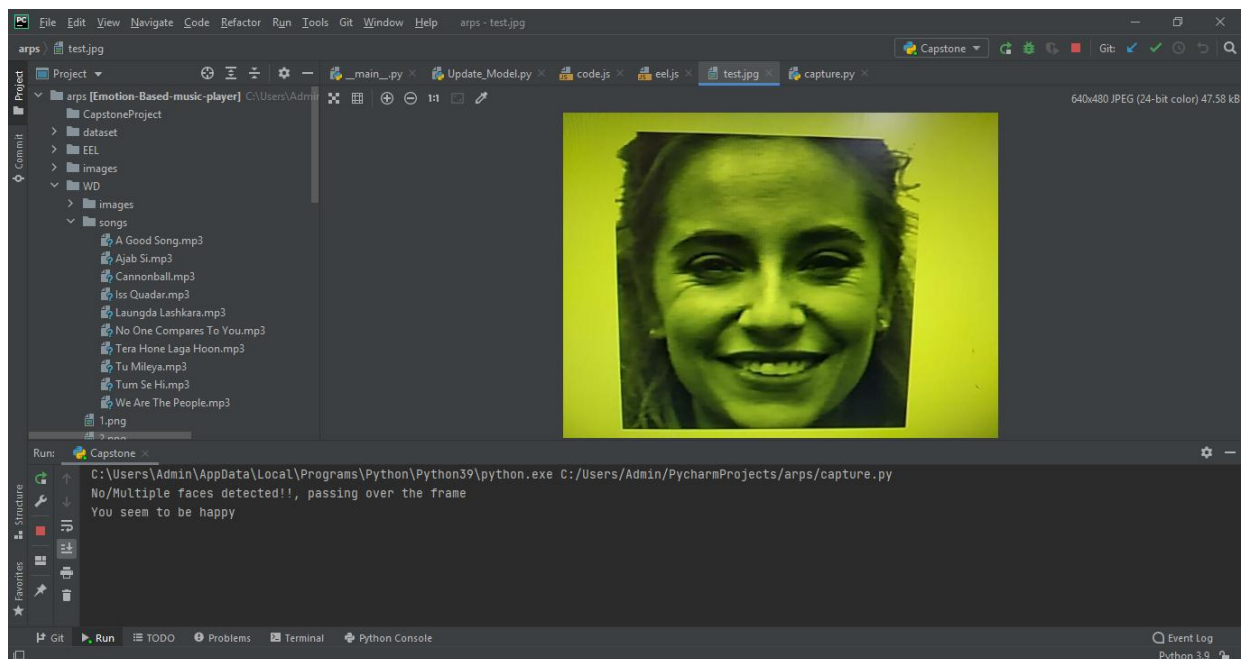 PC File Edit View Navigate Code Refactor Run Tools Git Window Help arps - test.jpg
arps test.jpg Capstone Git:
Project __main__.py Update_Model.py code.js eel.js test.jpg capture.py
arps [Emotion-Based-music-player] C:\Users\Admin 1:1 640x480 JPEG (24-bit color) 47.58 kB
CapstoneProject
dataset
EEL
images
WD
images
songs
A Good Song.mp3
Ajab Si.mp3
Cannonball.mp3
Iss Quadar.mp3
Laungda Lashkara.mp3
No One Compares To You.mp3
Tera Hone Laga Hoon.mp3
Tu Mileya.mp3
Tum Se Hi.mp3
We Are The People.mp3
1.png
2.png
Project
Commit
Structure
Favorites
Run: Capstone
C:\Users\Admin\AppData\Local\Programs\Python\Python39\python.exe C:/Users/Admin/PycharmProjects/arps/capture.py
No/Multiple faces detected!!, passing over the frame
You seem to be happy
Git Run TODO Problems Terminal Python Console Event Log
Python 3.9